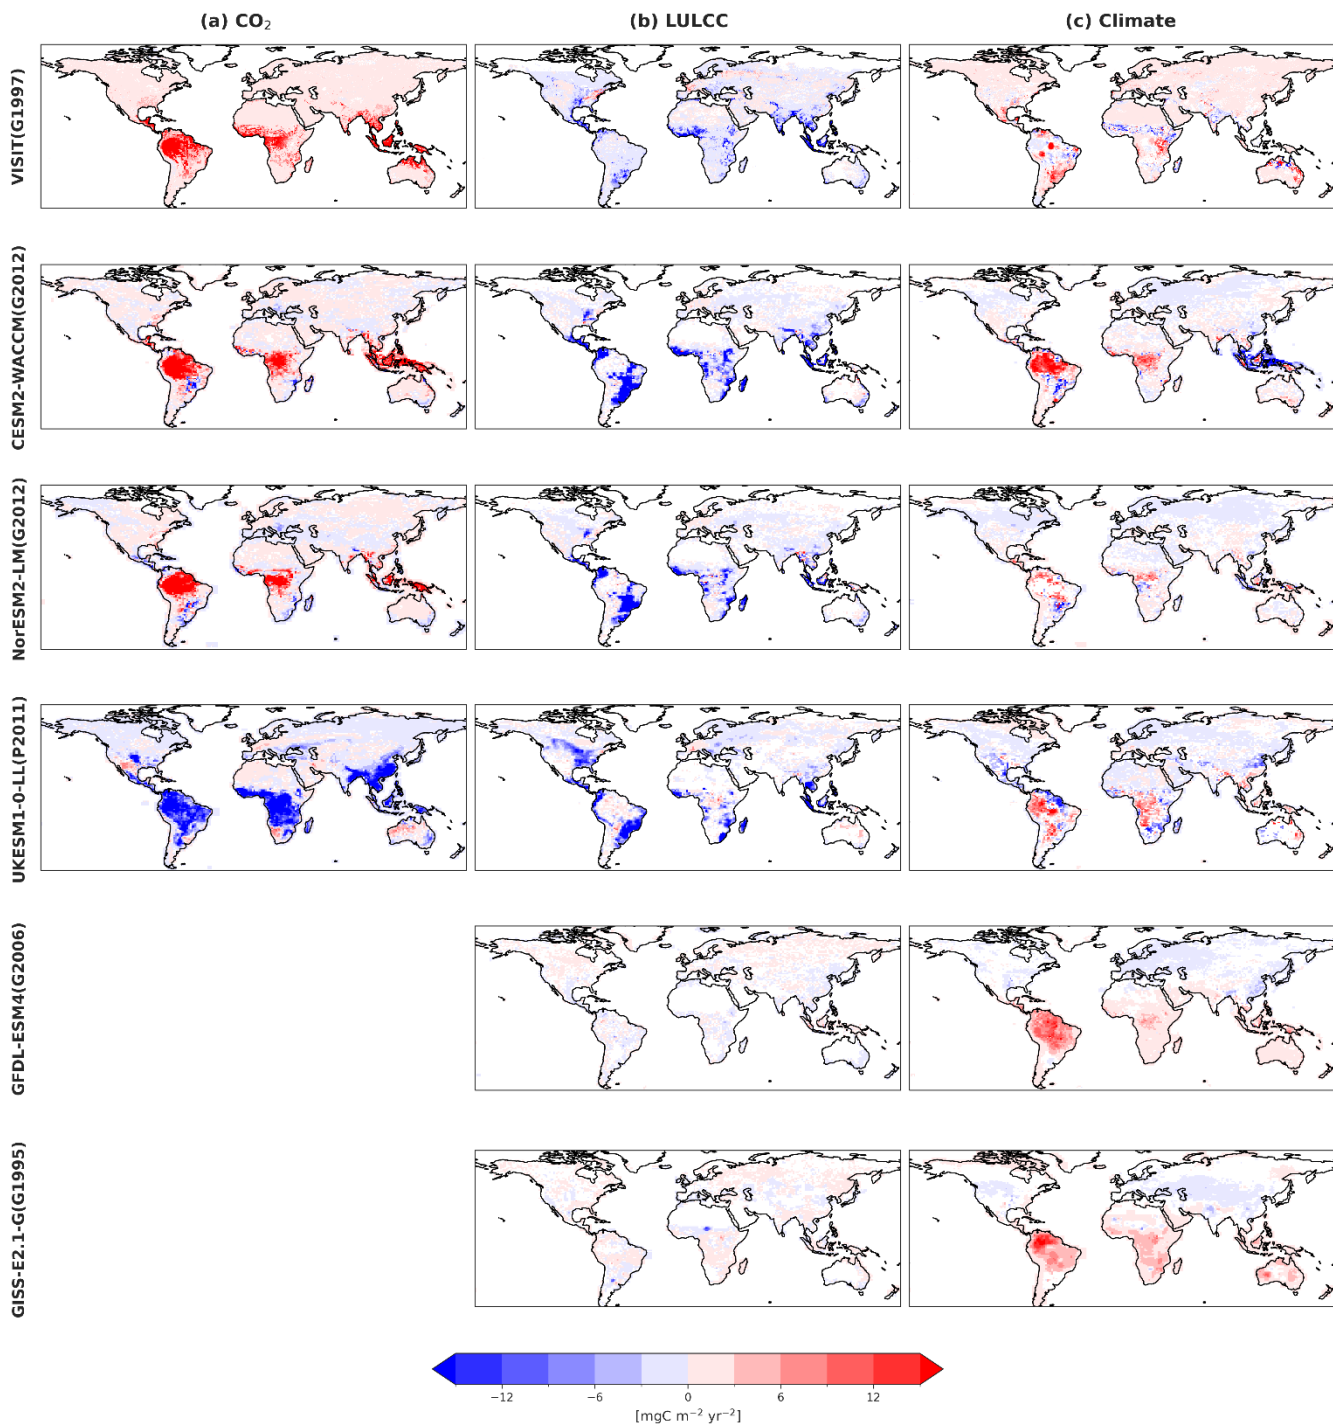 (a) CO₂ (b) LULCC (c) Climate
VISIT(G1997)
CESM2-WACCM(G2012)
NorESM2-LM(G2012)
UKESM1-0-LL(P2011)
GFDL-ESM4(G2006)
GISS-E2.1-G(G1995)
−12 −6 0 6 12
[mgC m⁻² yr⁻²]